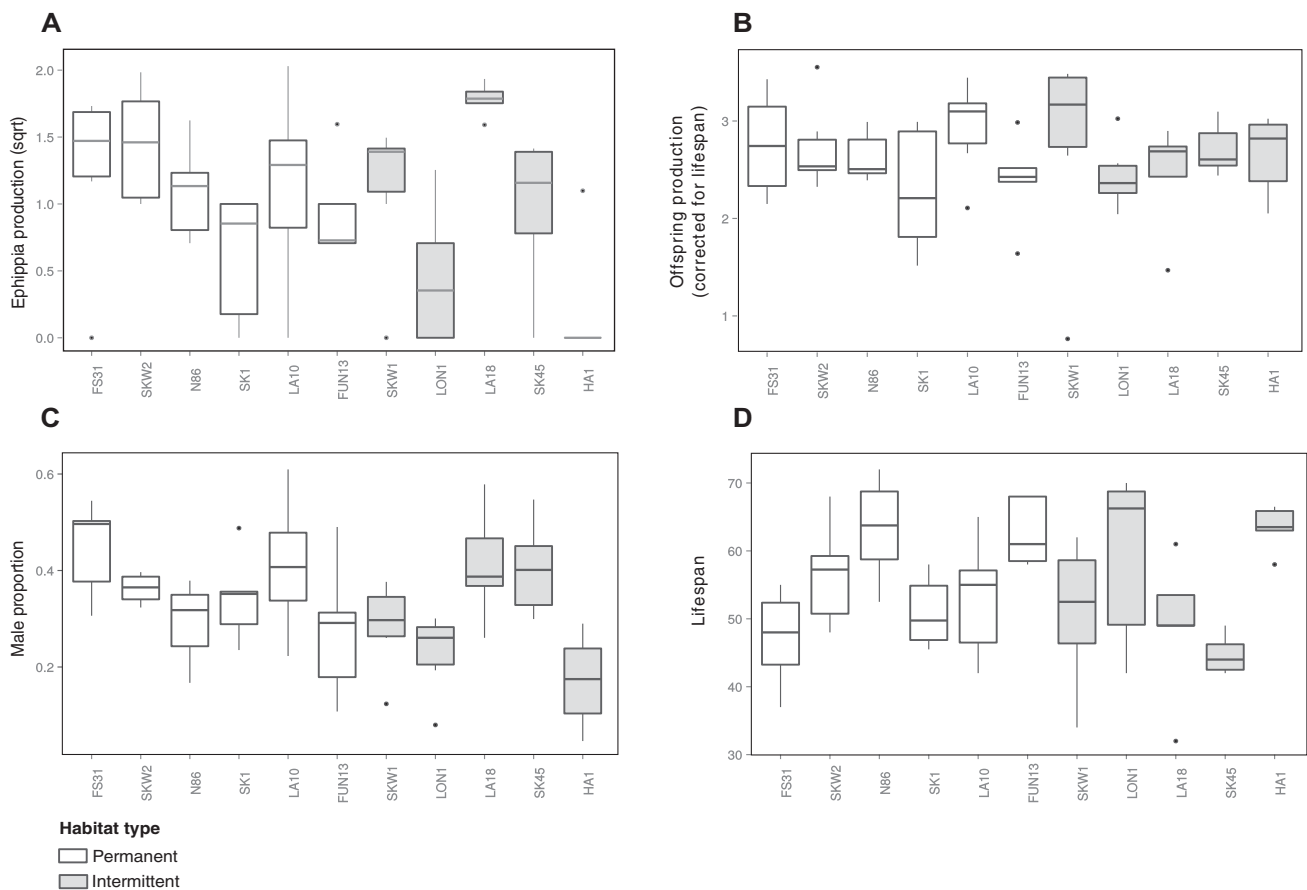 A
Ephippia production (sqrt)
2.0
1.5
1.0
0.5
0.0
FS31
SKW2
N86
SK1
LA10
FUN13
SKW1
LON1
LA18
SK45
HA1
B
Offspring production
(corrected for lifespan)
3
2
1
FS31
SKW2
N86
SK1
LA10
FUN13
SKW1
LON1
LA18
SK45
HA1
C
Male proportion
0.6
0.4
0.2
FS31
SKW2
N86
SK1
LA10
FUN13
SKW1
LON1
LA18
SK45
HA1
D
Lifespan
70
60
50
40
30
FS31
SKW2
N86
SK1
LA10
FUN13
SKW1
LON1
LA18
SK45
HA1
Habitat type
Permanent
Intermittent